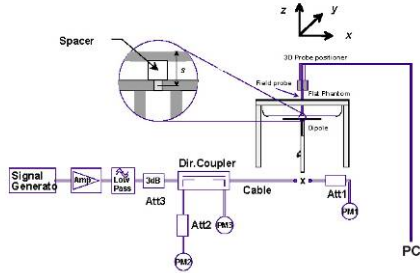 z
y
x
Spacer
s
3D Probe positioner
Field probe
Flat Phantom
Dipole
Signal
Generato
Amp
Low
Pass
3dB
Att3
Dir.Coupler
Cable
x
Att1
PM1
Att2
PM3
PM2
PC